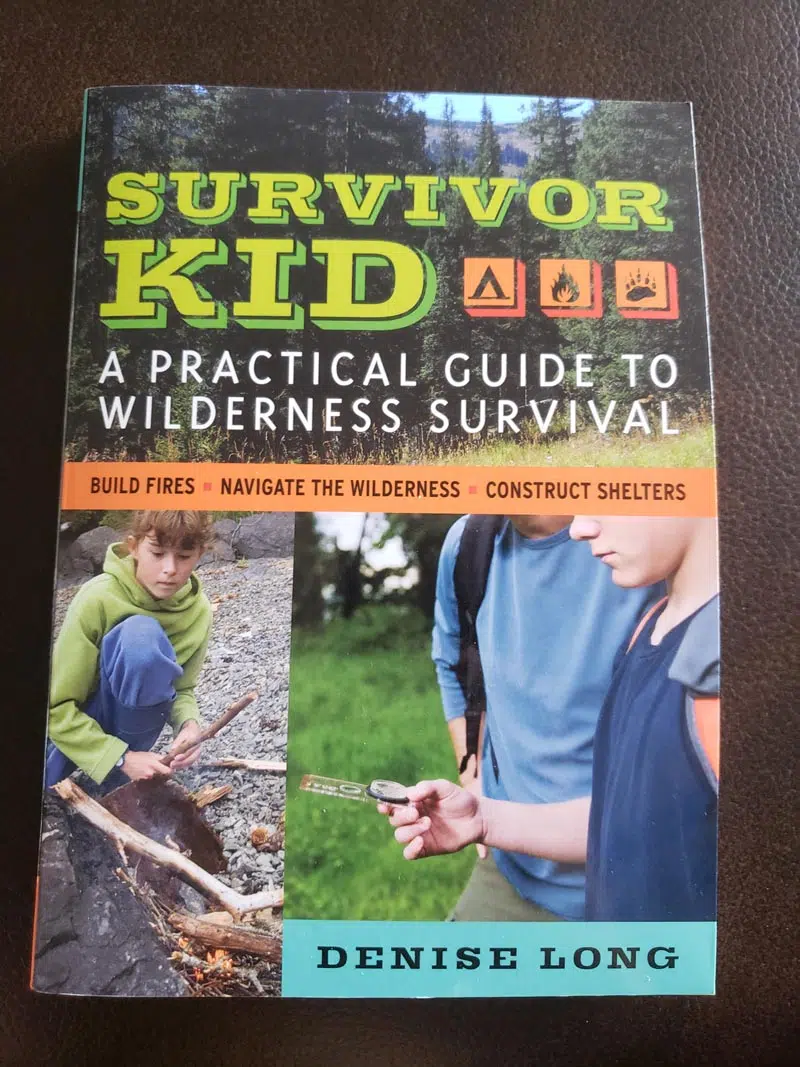 SURVIVOR
KID
A PRACTICAL GUIDE TO
WILDERNESS SURVIVAL
BUILD FIRES ▪ NAVIGATE THE WILDERNESS ▪ CONSTRUCT SHELTERS
DENISE LONG